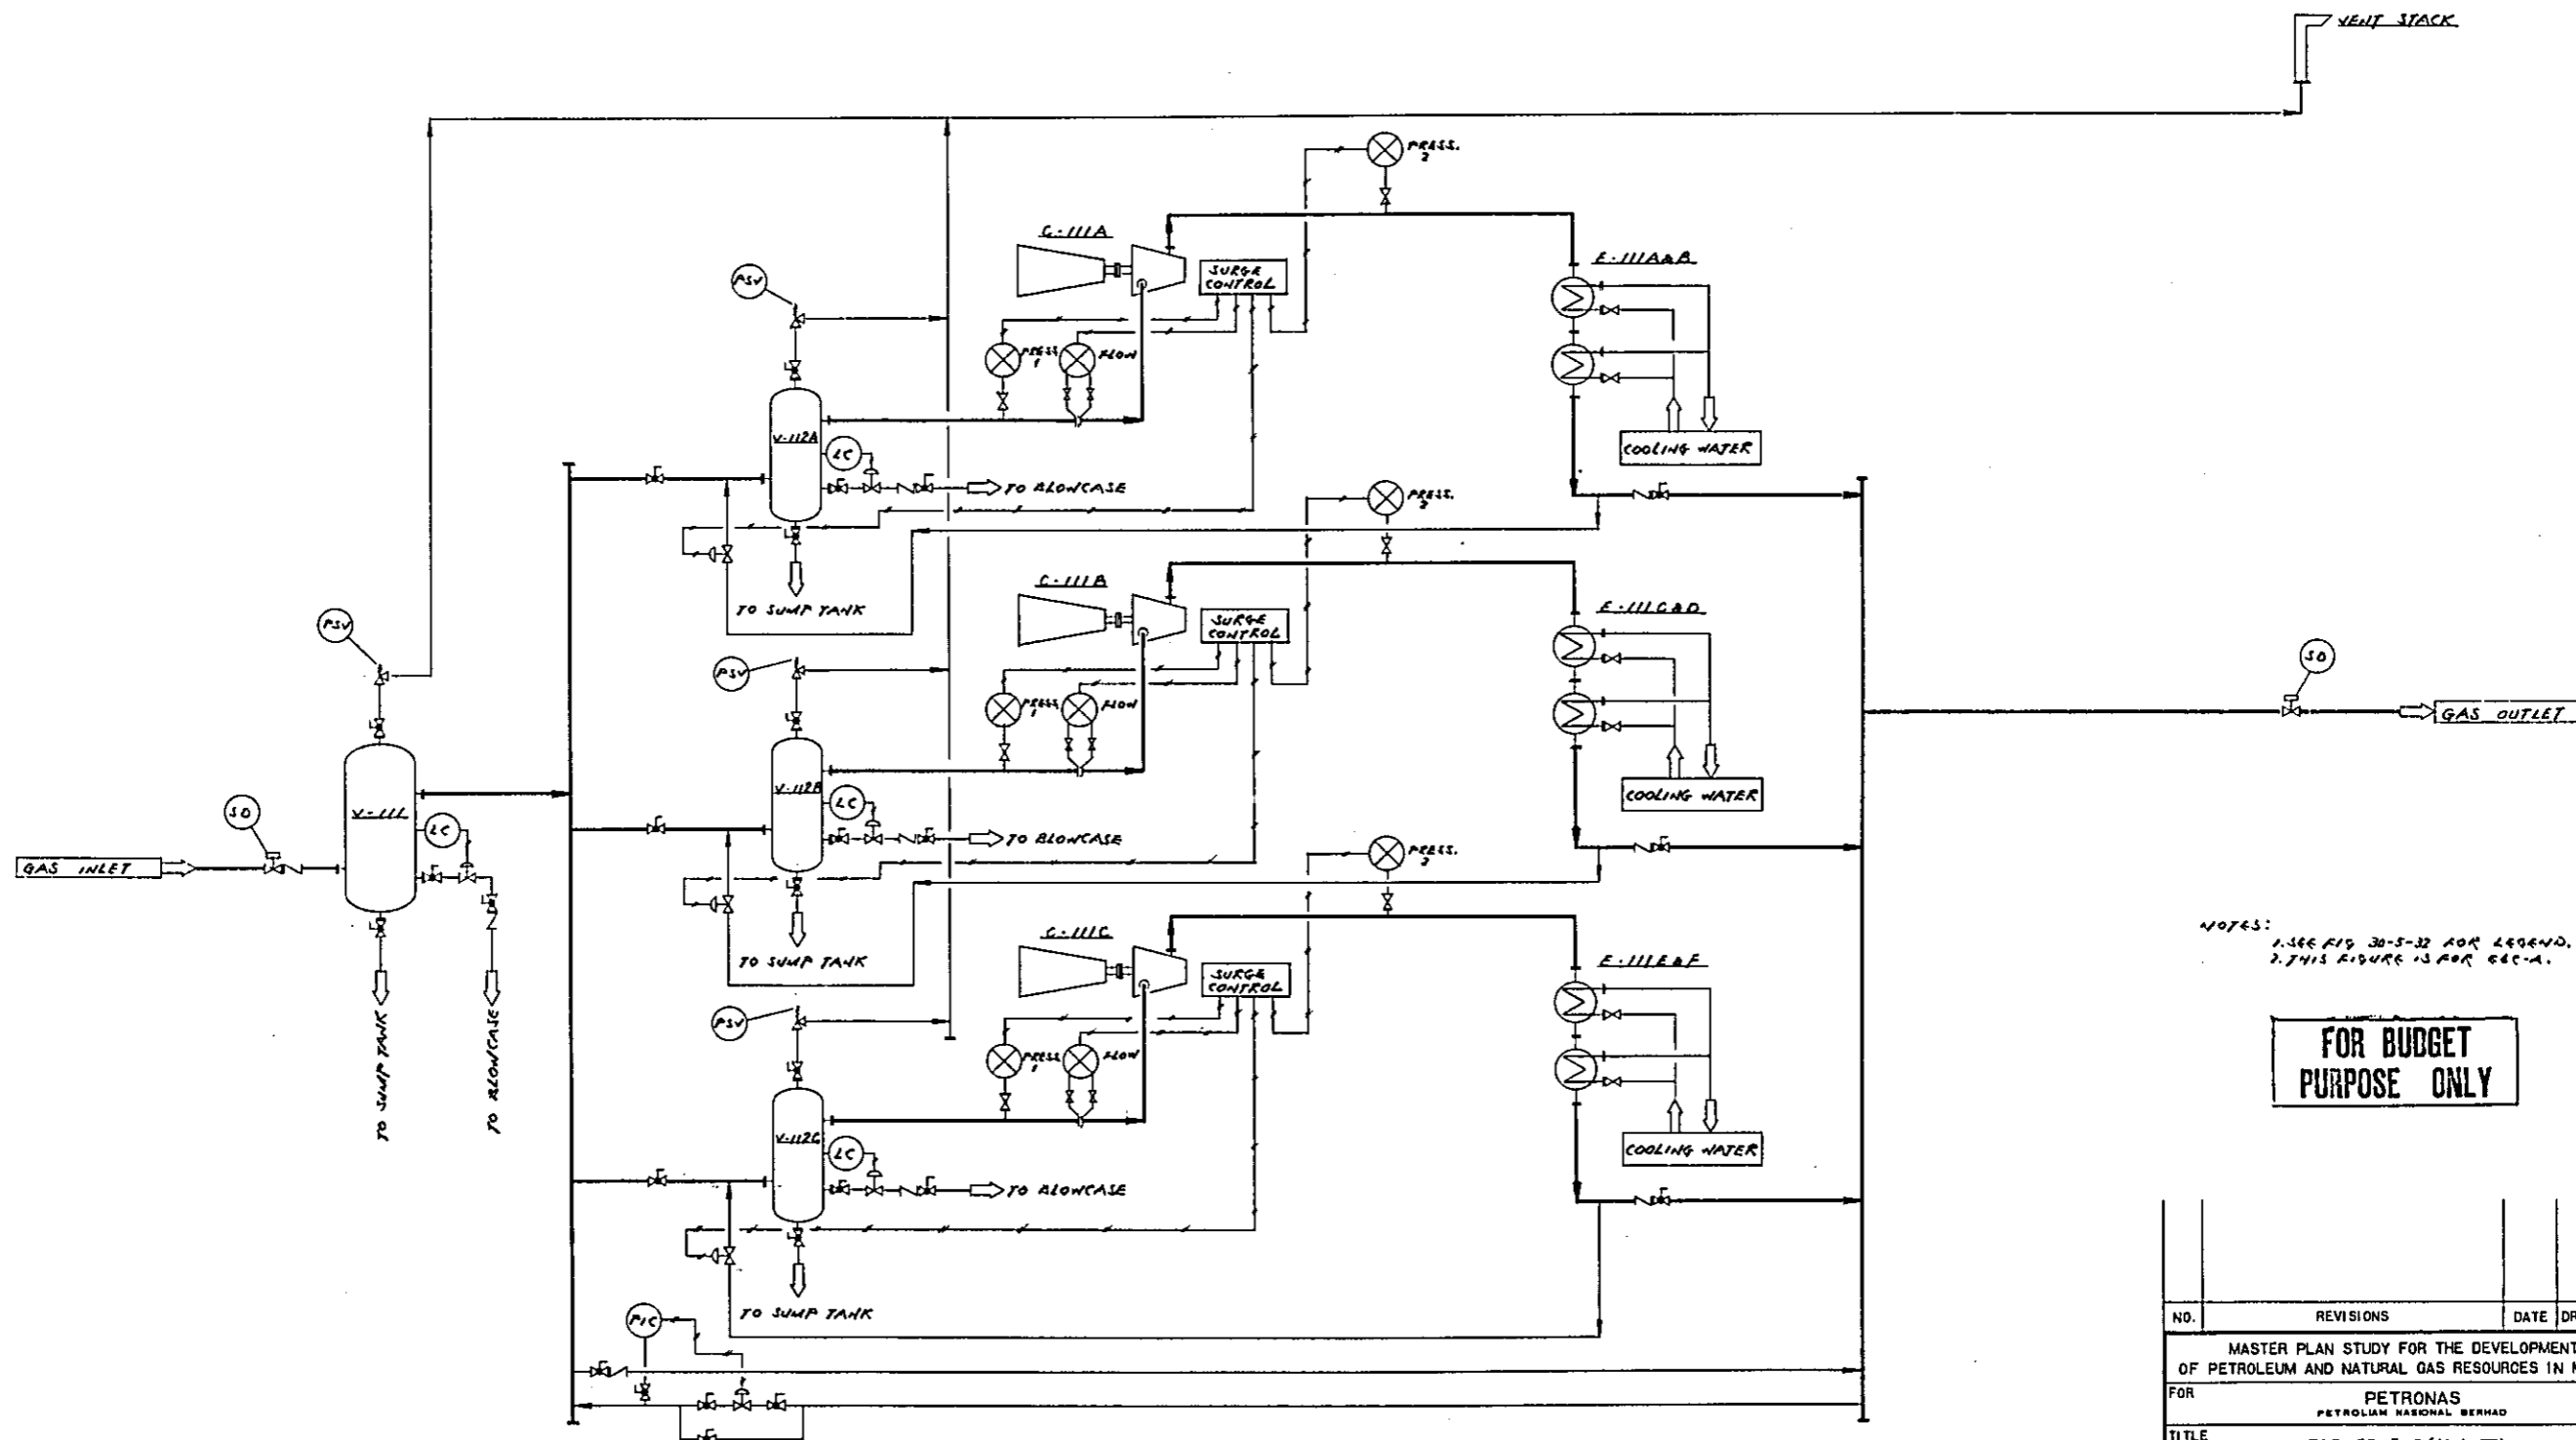 VENT STACK
PRESS.
2
C-111A
E-111A&B
PSV
SURGE
CONTROL
PRESS
1
FLOW
V-112A
LC
COOLING WATER
TO BLOWCASE
PRESS.
2
TO SUMP TANK
C-111B
E-111C&D
PSV
SURGE
CONTROL
PSV
SD
PRESS
1
FLOW
GAS OUTLET
V-112B
LC
COOLING WATER
SD
V-111
LC
TO BLOWCASE
GAS INLET
PRESS.
2
TO SUMP TANK
C-111C
E-111E&F
NOTES:
1. SEE FIG 30-5-32 FOR LEGEND.
SURGE
CONTROL
PSV
PRESS
1
FLOW
TO SUMP TANK
TO BLOWCASE
FOR BUDGET
PURPOSE ONLY
V-112C
LC
COOLING WATER
TO BLOWCASE
TO SUMP TANK
PIC
NO. REVISIONS DATE
MASTER PLAN STUDY FOR THE DEVELOPMENT
OF PETROLEUM AND NATURAL GAS RESOURCES IN
FOR PETRONAS
PETROLIAM NASIONAL BERHAD
TITLE